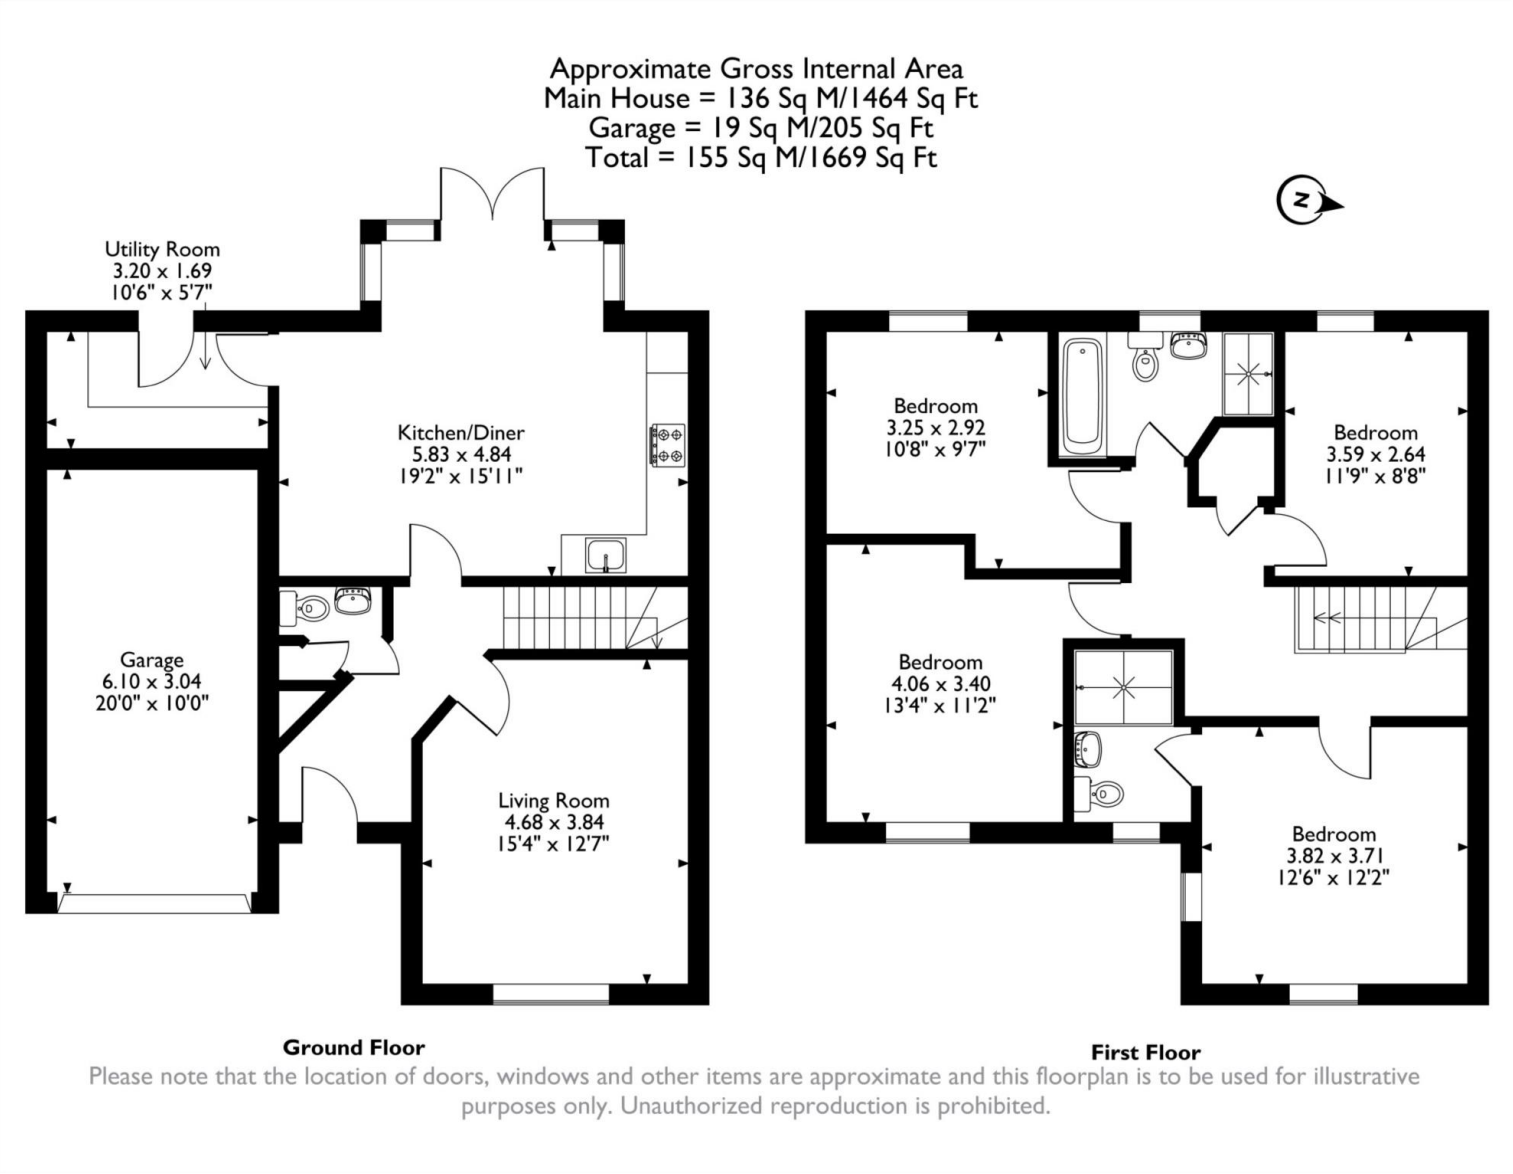 Approximate Gross Internal Area
Main House = 136 Sq M/1464 Sq Ft
Garage = 19 Sq M/205 Sq Ft
Total = 155 Sq M/1669 Sq Ft
N
Utility Room
3.20 x 1.69
10'6" x 5'7"
Kitchen/Diner
5.83 x 4.84
19'2" x 15'11"
Garage
6.10 x 3.04
20'0" x 10'0"
Living Room
4.68 x 3.84
15'4" x 12'7"
Ground Floor
Bedroom
3.25 x 2.92
10'8" x 9'7"
Bedroom
3.59 x 2.64
11'9" x 8'8"
Bedroom
4.06 x 3.40
13'4" x 11'2"
Bedroom
3.82 x 3.71
12'6" x 12'2"
First Floor
Please note that the location of doors, windows and other items are approximate and this floorplan is to be used for illustrative
purposes only. Unauthorized reproduction is prohibited.